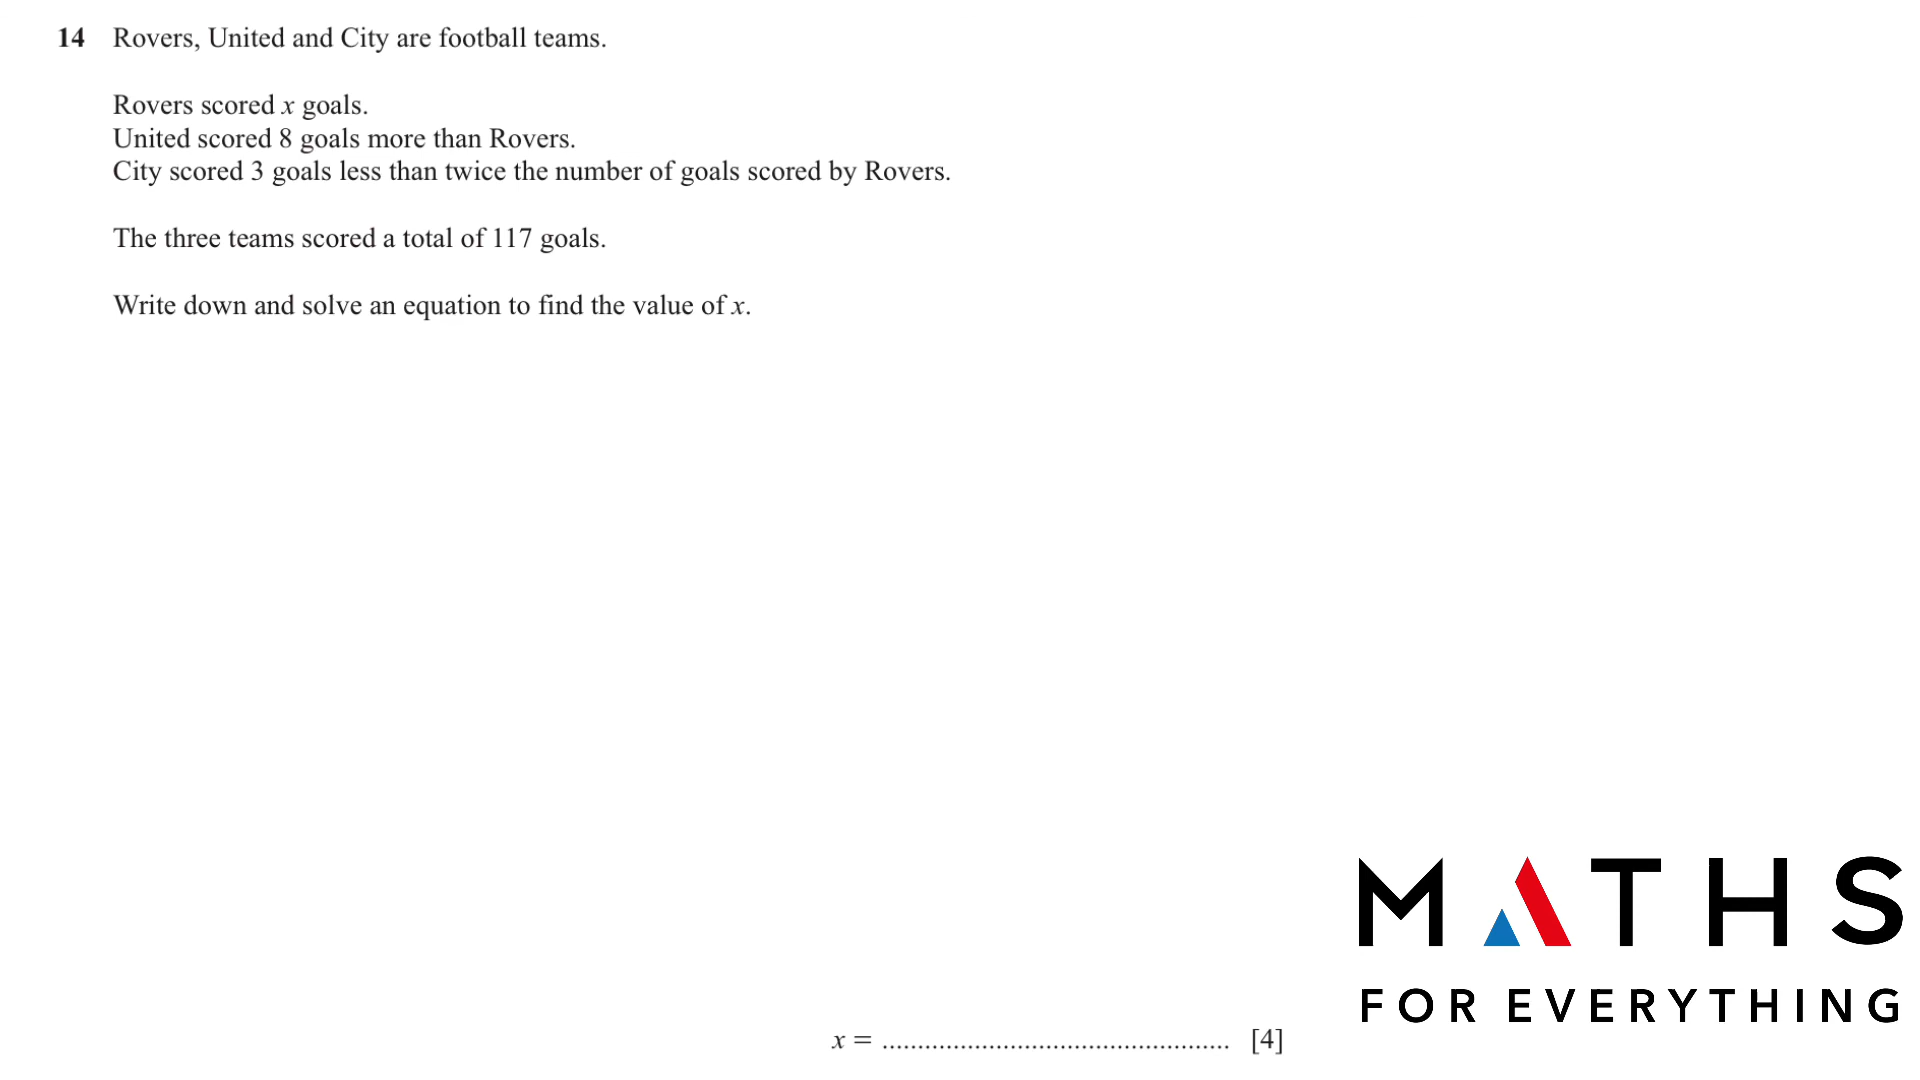 14 Rovers, United and City are football teams.
Rovers scored x goals.
United scored 8 goals more than Rovers.
City scored 3 goals less than twice the number of goals scored by Rovers.
The three teams scored a total of 117 goals.
Write down and solve an equation to find the value of x.
MATHS
FOR EVERYTHING
x = ................................................ [4]